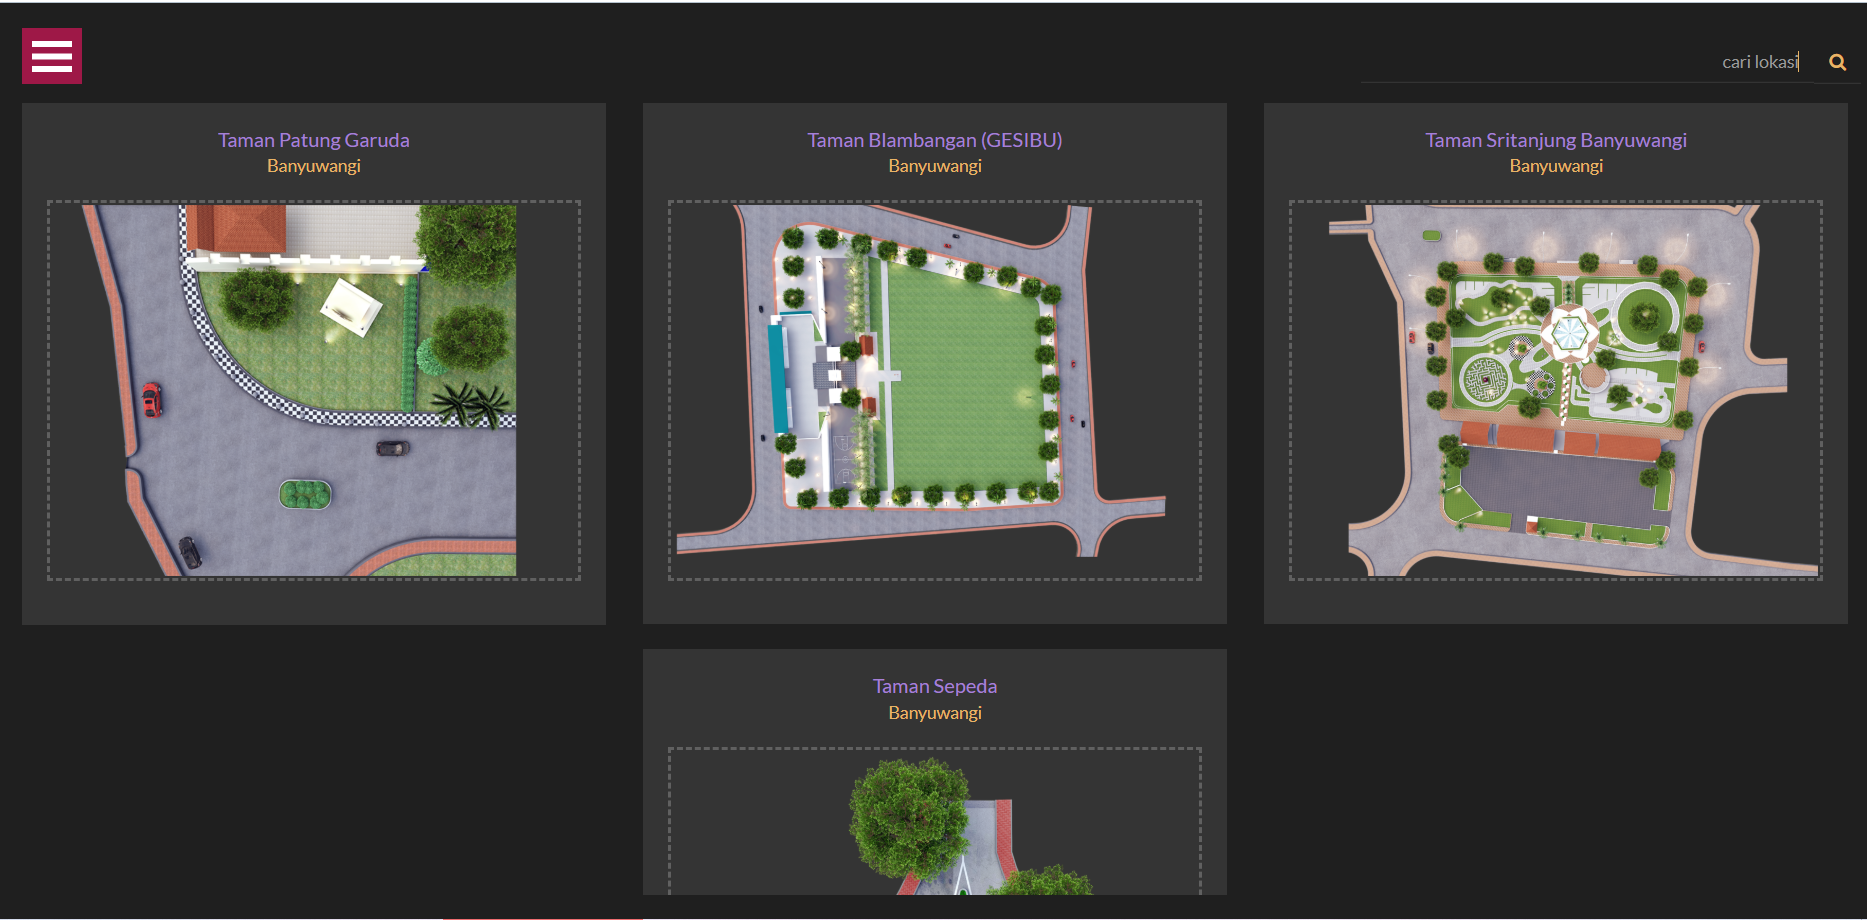 cari lokasi
Taman Patung Garuda
Banyuwangi
Taman Blambangan (GESIBU)
Banyuwangi
Taman Sritanjung Banyuwangi
Banyuwangi
Taman Sepeda
Banyuwangi